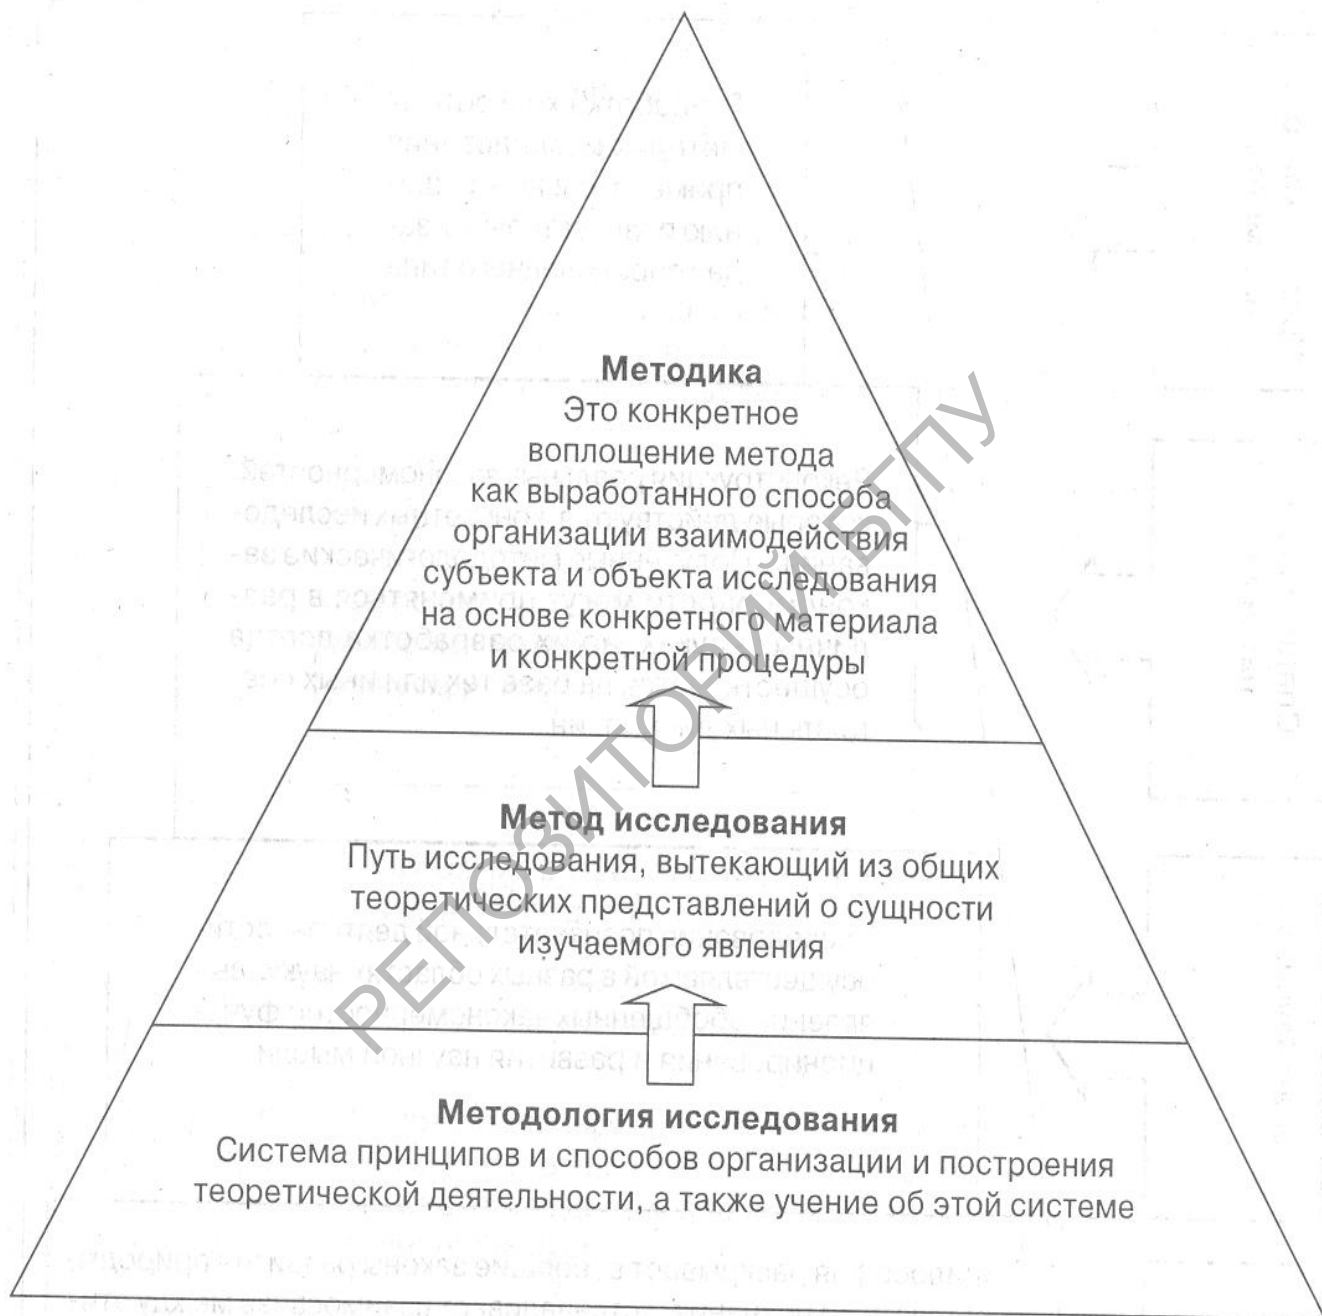 Методика
Это конкретное
воплощение метода
как выработанного способа
организации взаимодействия
субъекта и объекта исследования
на основе конкретного материала
и конкретной процедуры
Метод исследования
Путь исследования, вытекающий из общих
теоретических представлений о сущности
изучаемого явления
Методология исследования
Система принципов и способов организации и построения
теоретической деятельности, а также учение об этой системе
РЕПОЗИТОРИЙ БГПУ